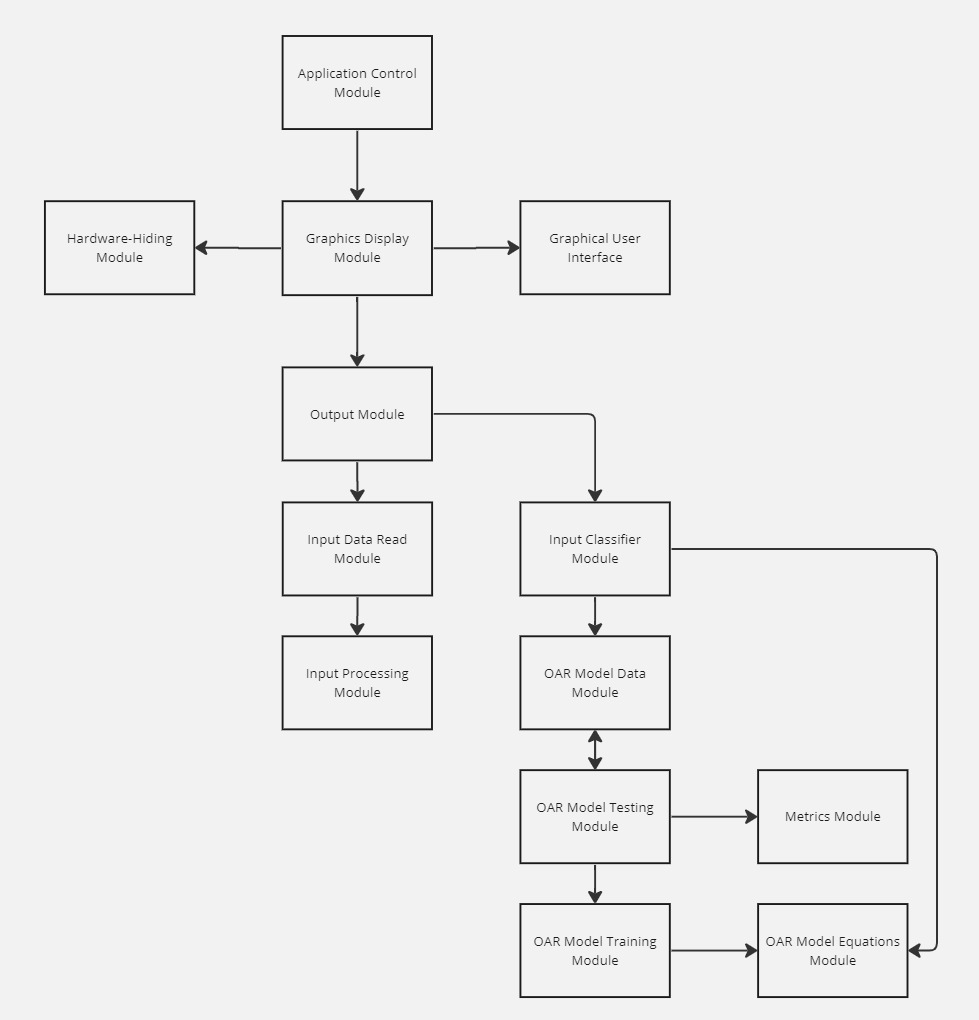 Application Control
Module
Hardware-Hiding
Module
Graphics Display
Module
Graphical User
Interface
Output Module
Input Data Read
Module
Input Classifier
Module
Input Processing
Module
OAR Model Data
Module
OAR Model Testing
Module
Metrics Module
OAR Model Training
Module
OAR Model Equations
Module